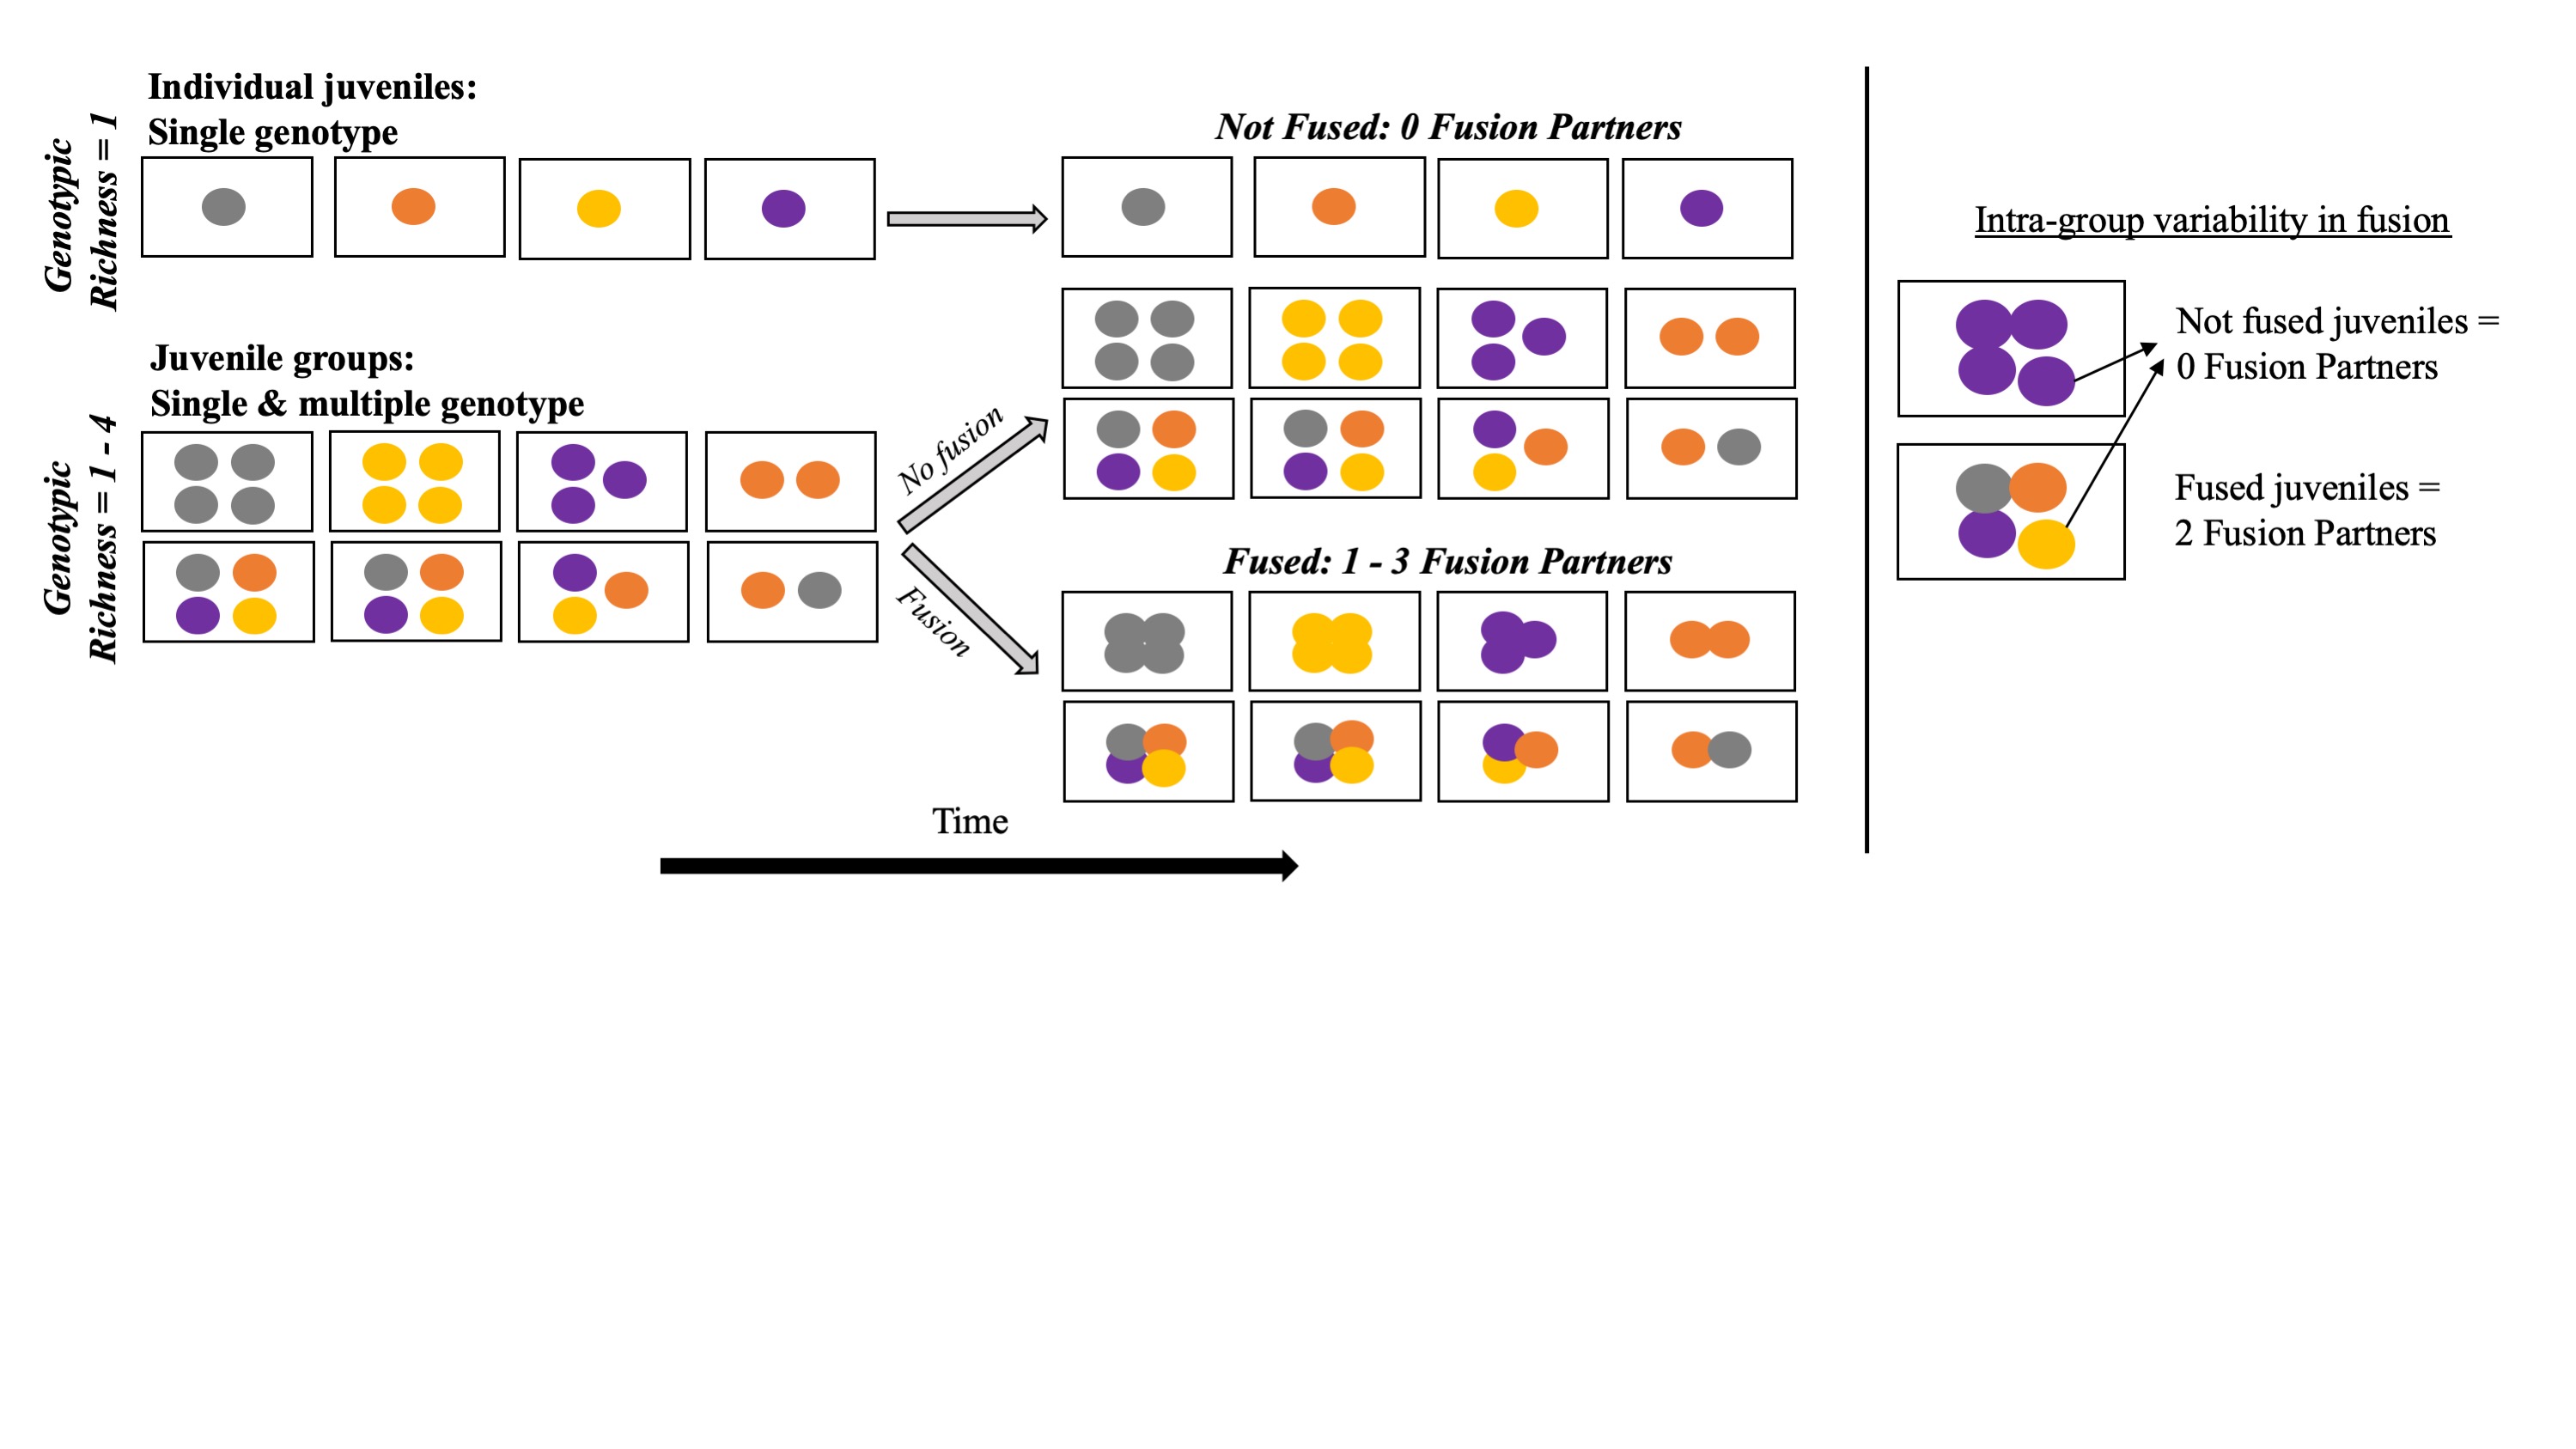 Genotypic
Richness = 1
Individual juveniles:
Single genotype
Not Fused: 0 Fusion Partners
Genotypic
Richness = 1 - 4
Juvenile groups:
Single & multiple genotype
No fusion
Fusion
Fused: 1 - 3 Fusion Partners
Time
Intra-group variability in fusion
Not fused juveniles =
0 Fusion Partners
Fused juveniles =
2 Fusion Partners